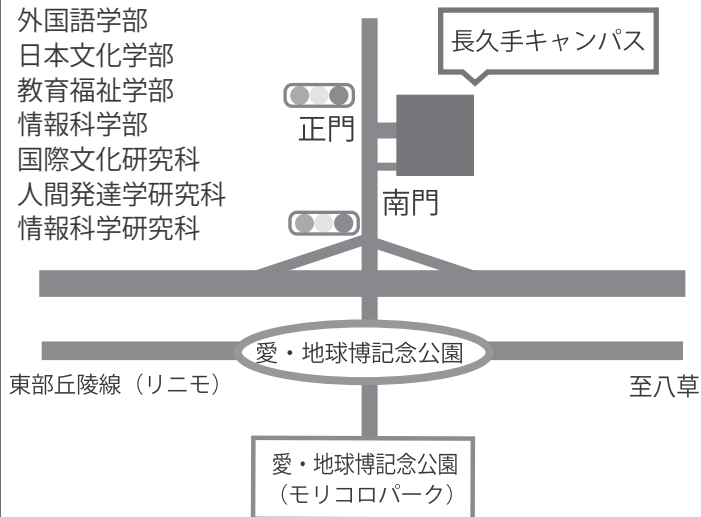 外国語学部
日本文化学部
教育福祉学部
情報科学部
国際文化研究科
人間発達学研究科
情報科学研究科
長久手キャンパス
正門
南門
愛・地球博記念公園
東部丘陵線（リニモ）
至八草
愛・地球博記念公園
（モリコロパーク）